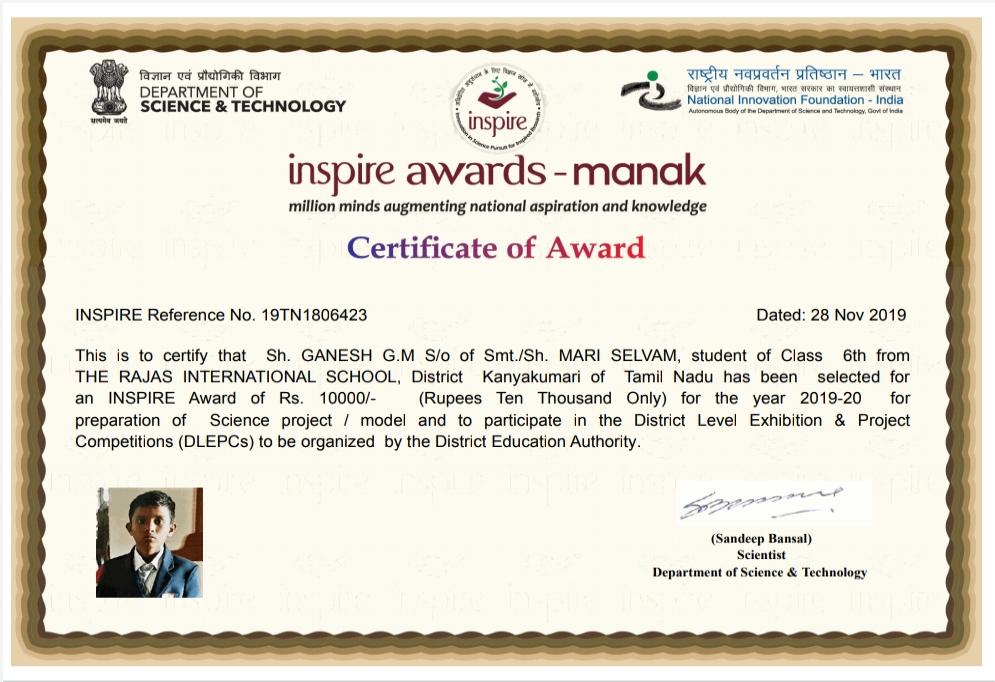 विज्ञान एवं प्रौद्योगिकी विभाग
DEPARTMENT OF
SCIENCE & TECHNOLOGY
सत्यमेव जयते
inspire
Innovation in Science Pursuit for Inspired Research
राष्ट्रीय नवप्रवर्तन प्रतिष्ठान – भारत
विज्ञान एवं प्रौद्योगिकी विभाग, भारत सरकार का स्वायत्तशासी संस्थान
National Innovation Foundation - India
Autonomous Body of the Department of Science and Technology, Govt of India
inspire awards - manak
million minds augmenting national aspiration and knowledge
Certificate of Award
INSPIRE Reference No. 19TN1806423
Dated: 28 Nov 2019
This is to certify that Sh. GANESH G.M S/o of Smt./Sh. MARI SELVAM, student of Class 6th from
THE RAJAS INTERNATIONAL SCHOOL, District Kanyakumari of Tamil Nadu has been selected for
an INSPIRE Award of Rs. 10000/- (Rupees Ten Thousand Only) for the year 2019-20 for
preparation of Science project / model and to participate in the District Level Exhibition & Project
Competitions (DLEPCs) to be organized by the District Education Authority.
(Sandeep Bansal)
Scientist
Department of Science & Technology